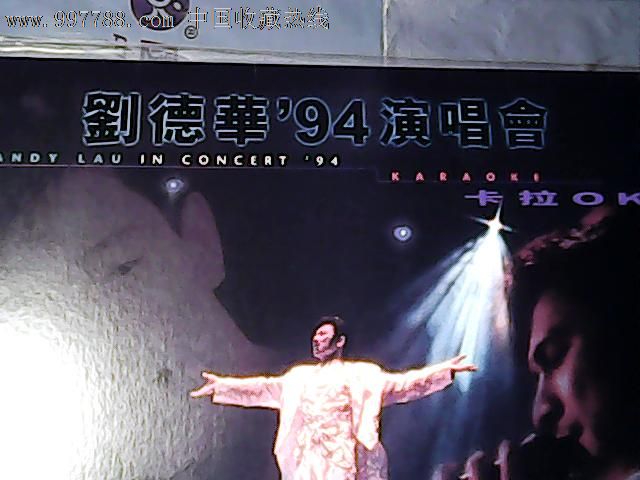 www.997788.com 中国收藏热线
劉德華'94演唱會
ANDY LAU IN CONCERT '94
KARAOKE
卡拉OK